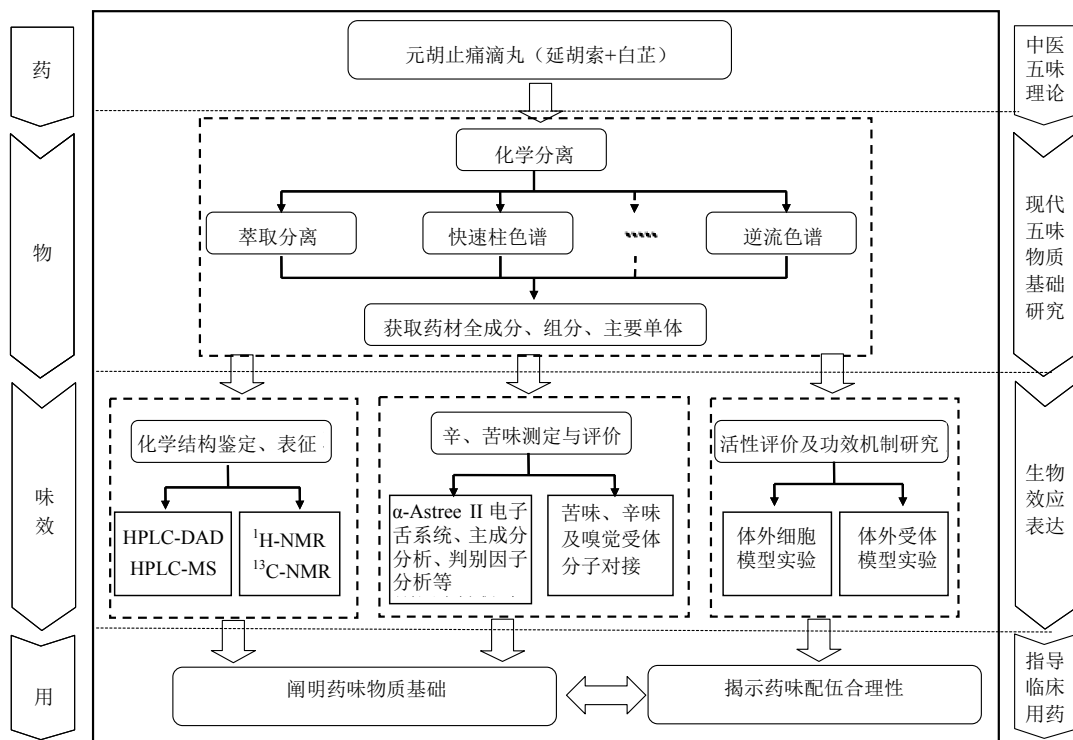 药
元胡止痛滴丸（延胡索+白芷）
中医
五味
理论
物
化学分离
萃取分离
快速柱色谱
逆流色谱
获取药材全成分、组分、主要单体
现代
五味
物质
基础
研究
味
效
化学结构鉴定、表征
HPLC-DAD
HPLC-MS
¹H-NMR
¹³C-NMR
辛、苦味测定与评价
α-Astree II 电子
舌系统、主成分
分析、判别因子
分析等
苦味、辛味
及嗅觉受体
分子对接
活性评价及功效机制研究
体外细胞
模型实验
体外受体
模型实验
生物
效应
表达
用
阐明药味物质基础
揭示药味配伍合理性
指导
临床
用药